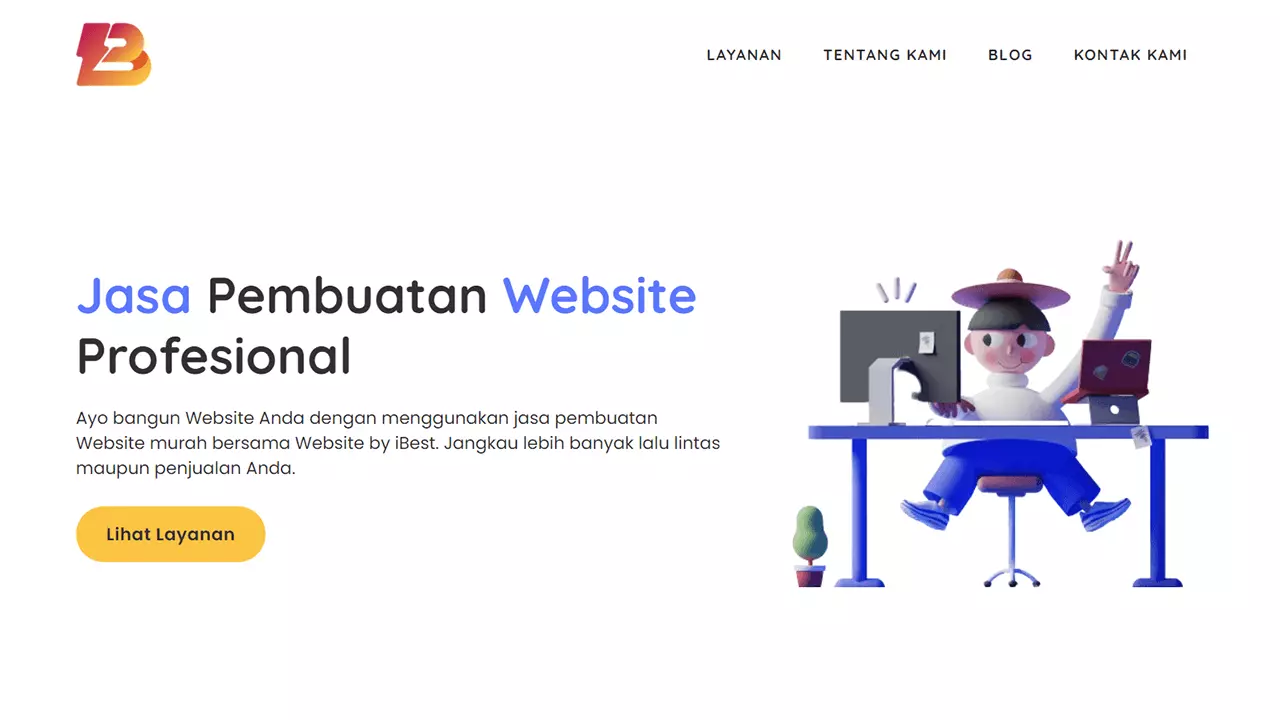 LAYANAN TENTANG KAMI BLOG KONTAK KAMI
Jasa Pembuatan Website
Profesional
Ayo bangun Website Anda dengan menggunakan jasa pembuatan
Website murah bersama Website by iBest. Jangkau lebih banyak lalu lintas
maupun penjualan Anda.
Lihat Layanan